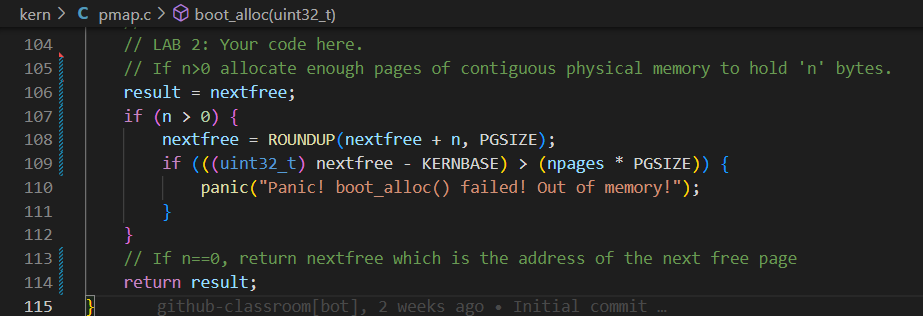 kern > C pmap.c > boot_alloc(uint32_t)
104 // LAB 2: Your code here.
105 // If n>0 allocate enough pages of contiguous physical memory to hold 'n' bytes.
106 result = nextfree;
107 if (n > 0) {
108 nextfree = ROUNDUP(nextfree + n, PGSIZE);
109 if (((uint32_t) nextfree - KERNBASE) > (npages * PGSIZE)) {
110 panic("Panic! boot_alloc() failed! Out of memory!");
111 }
112 }
113 // If n==0, return nextfree which is the address of the next free page
114 return result;
115 } github-classroom[bot], 2 weeks ago • Initial commit …